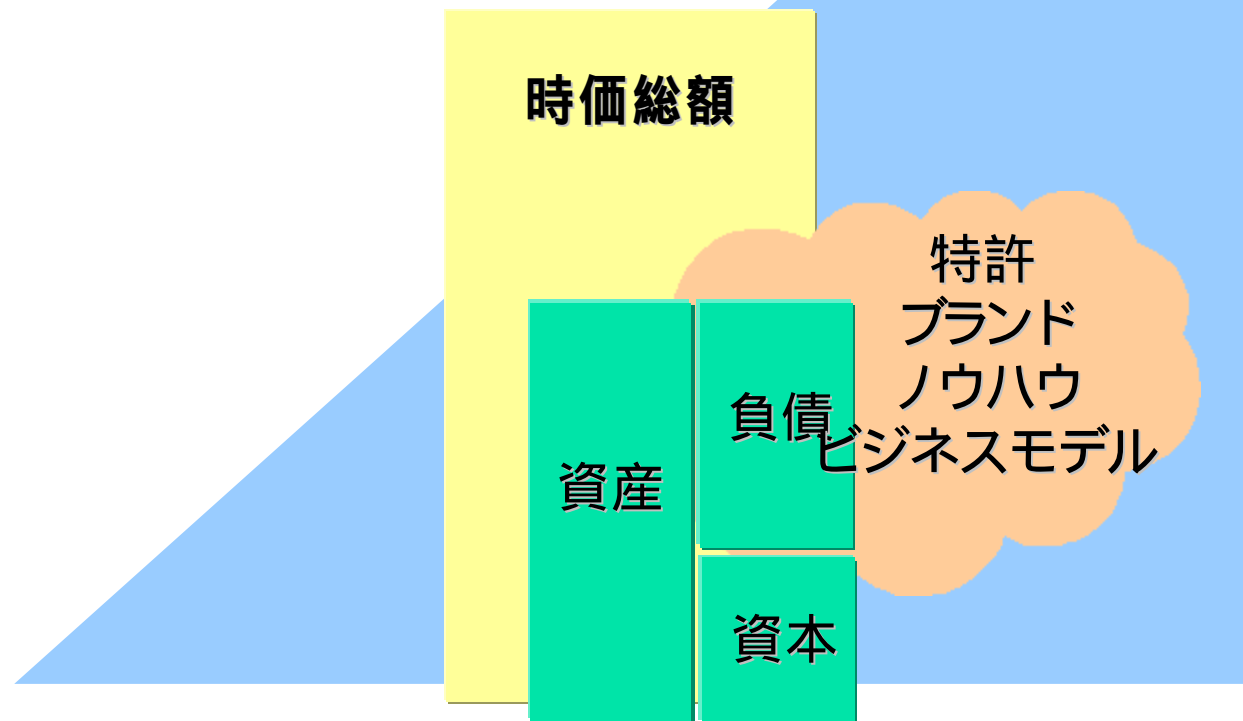 時価総額
特許
ブランド
ノウハウ
ビジネスモデル
負債
資産
資本